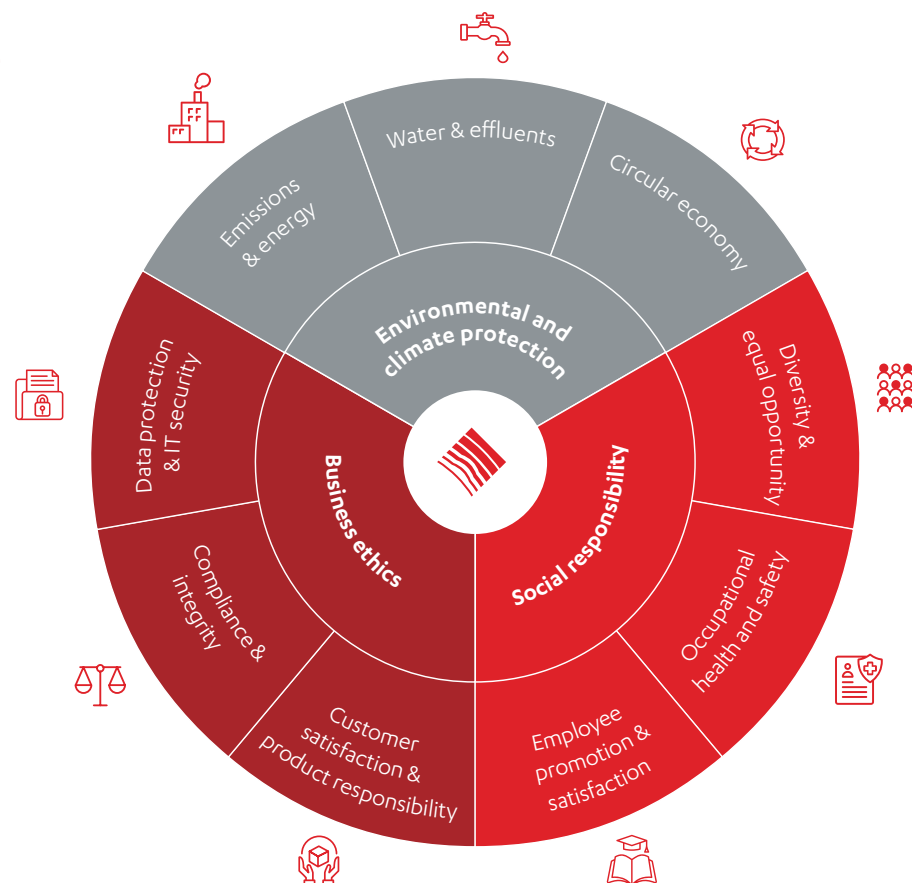 Water & effluents
Circular economy
Emissions
& energy
Environmental and
climate protection
Diversity &
equal opportunity
Data protection
& IT security
Business ethics
Social responsibility
Compliance &
integrity
Occupational
health and safety
Customer
satisfaction &
product responsibility
Employee
promotion &
satisfaction